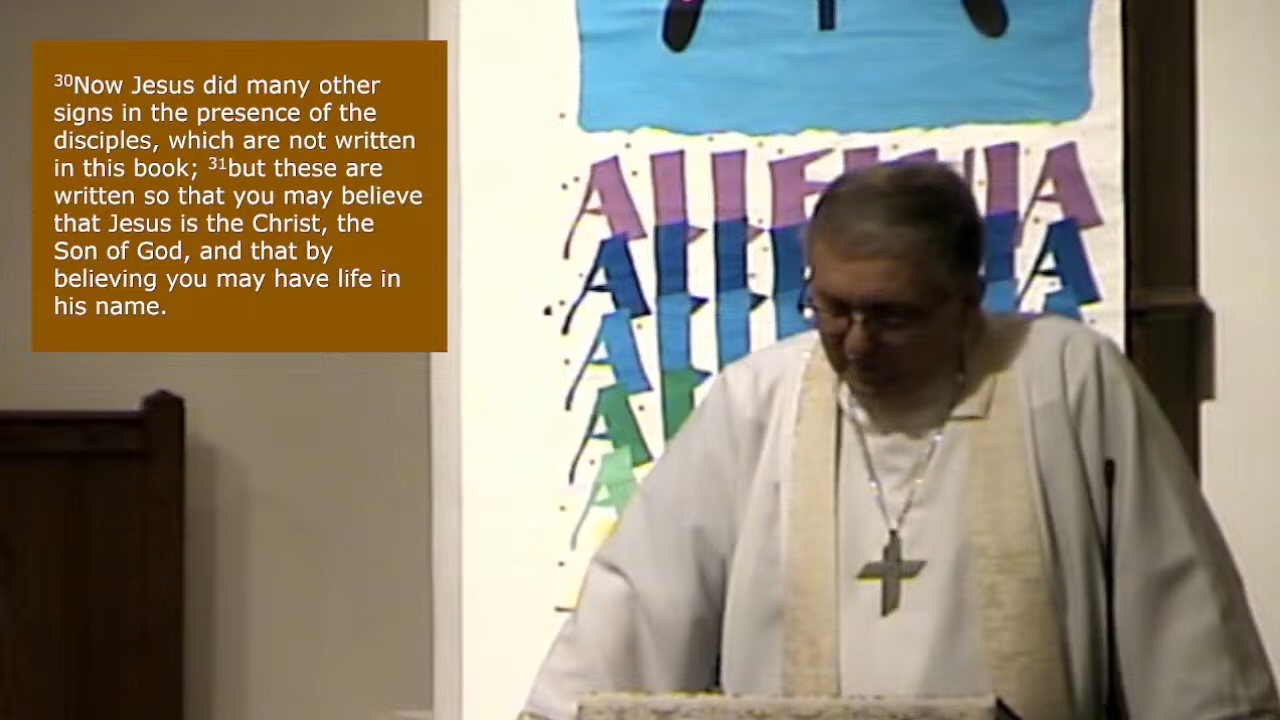 ³⁰Now Jesus did many other
signs in the presence of the
disciples, which are not written
in this book; ³¹but these are
written so that you may believe
that Jesus is the Christ, the
Son of God, and that by
believing you may have life in
his name.
ALLELUIA